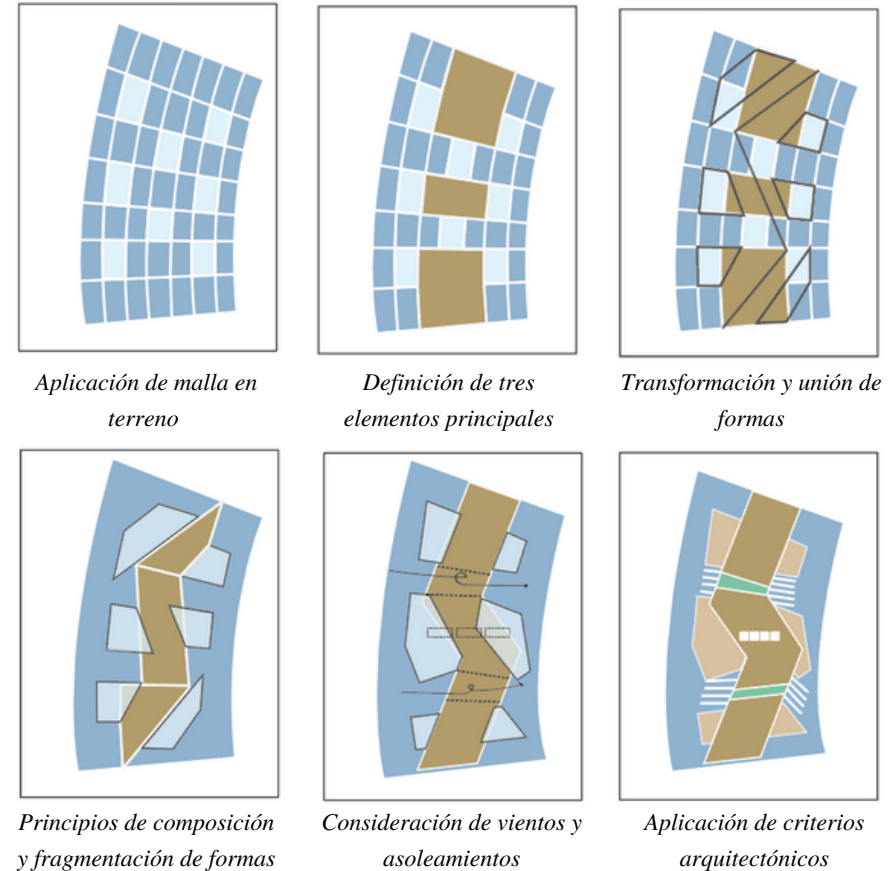 Aplicación de malla en
terreno
Definición de tres
elementos principales
Transformación y unión de
formas
Principios de composición
y fragmentación de formas
Consideración de vientos y
asoleamientos
Aplicación de criterios
arquitectónicos